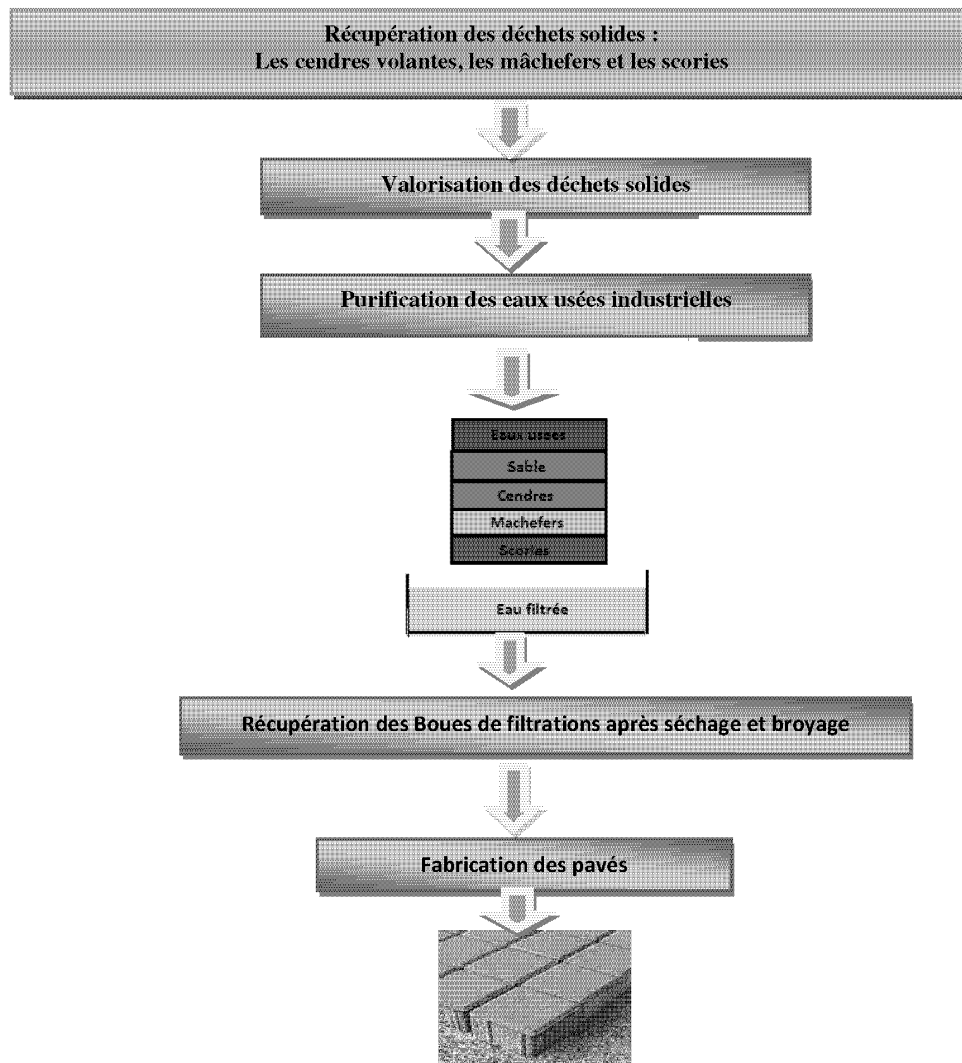 Récupération des déchets solides :
Les cendres volantes, les mâchefers et les scories
Valorisation des déchets solides
Purification des eaux usées industrielles
Eaux usees
Sable
Cendres
Machefers
Scories
Eau filtrée
Récupération des Boues de filtrations après séchage et broyage
Fabrication des pavés